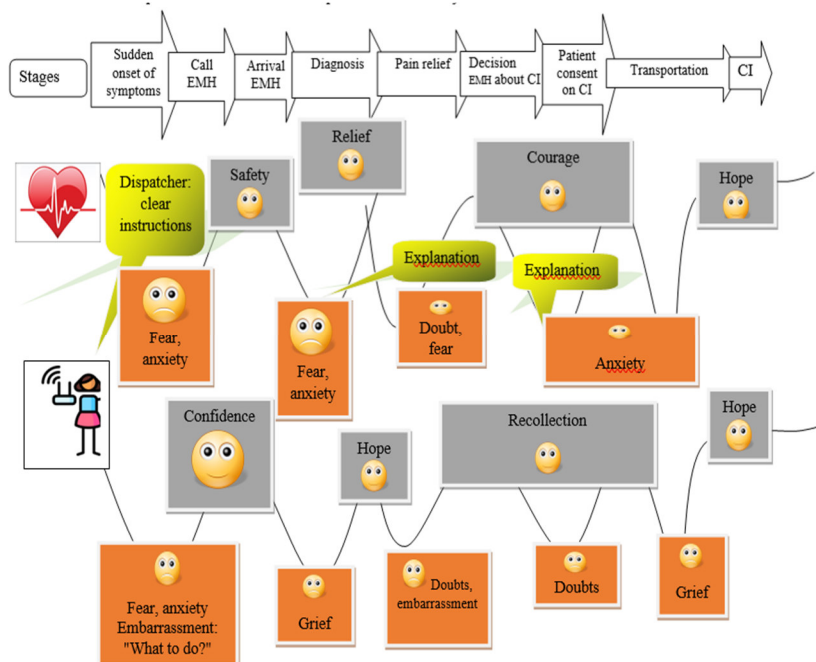 Stages
Sudden
onset of
symptoms
Call
EMH
Arrival
EMH
Diagnosis
Pain relief
Decision
EMH about CI
Patient
consent
on CI
Transportation
CI
Relief
Dispatcher:
clear
instructions
Safety
Courage
Hope
Explanation
Explanation
Fear,
anxiety
Fear,
anxiety
Doubt,
fear
Anxiety
Confidence
Hope
Recollection
Hope
Fear, anxiety
Embarrassment:
"What to do?"
Grief
Doubts,
embarrassment
Doubts
Grief